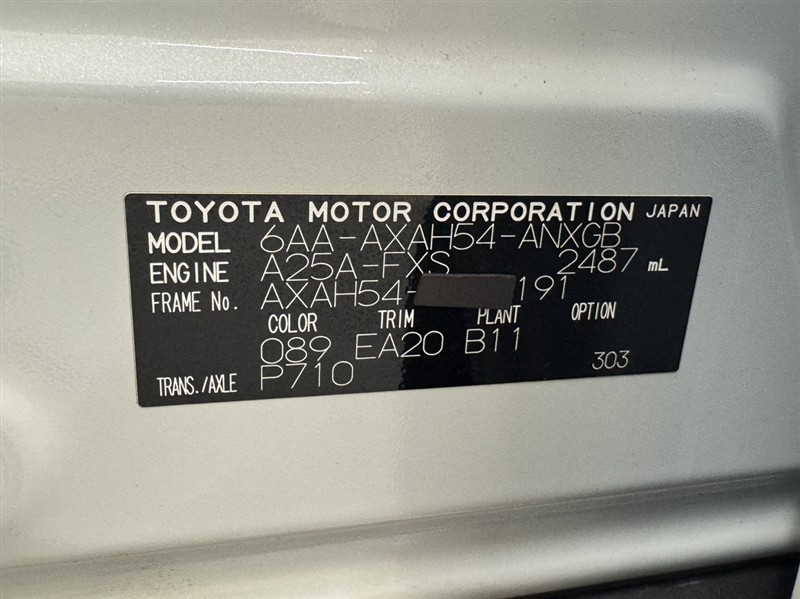 TOYOTA MOTOR CORPORATION JAPAN
MODEL 6AA-AXAH54-ANXGB
ENGINE A25A-FXS 2487 mL
FRAME No. AXAH54- 191
COLOR TRIM PLANT OPTION
089 EA20 B11
TRANS./AXLE P710 303